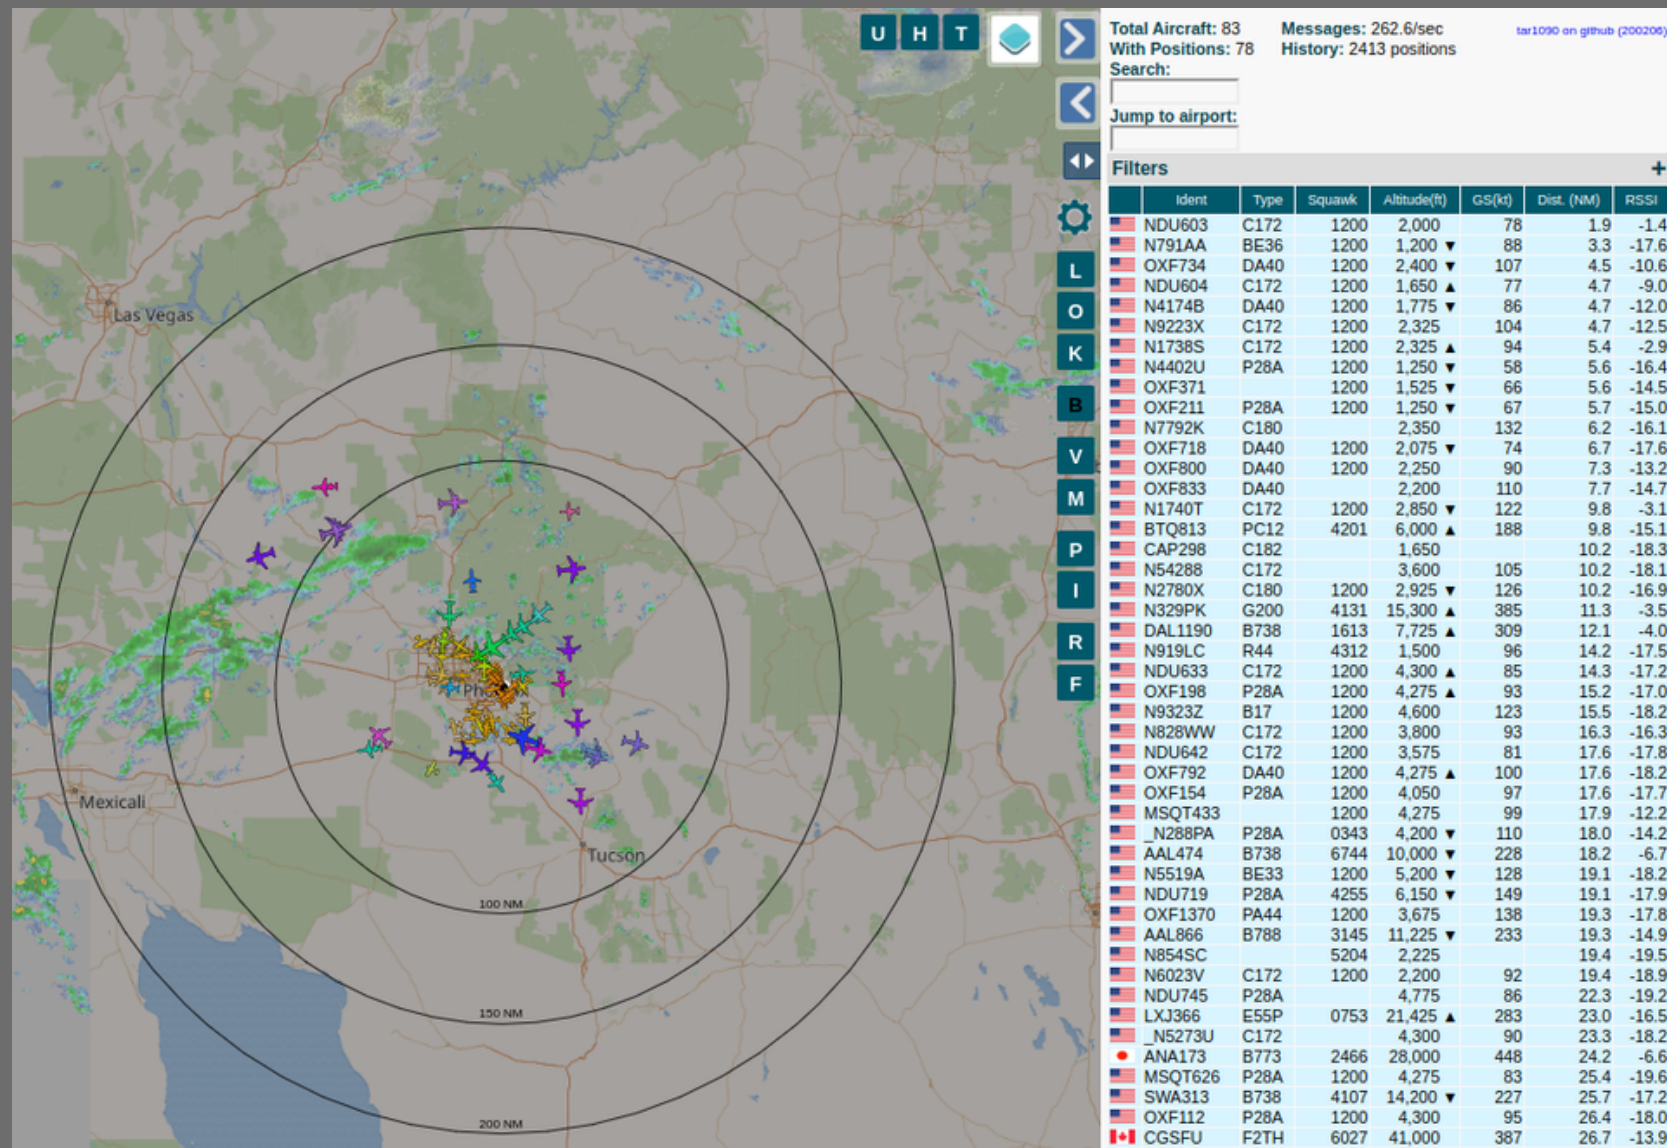 U H T
L
O
K
B
V
M
P
I
R
F
Las Vegas
Mexicali
Tucson
100 NM
150 NM
200 NM
Total Aircraft: 83 Messages: 262.6/sec tar1090 on github (200206)
With Positions: 78 History: 2413 positions
Search:
Jump to airport:
Filters +
Ident Type Squawk Altitude(ft) GS(kt) Dist. (NM) RSSI
NDU603 C172 1200 2,000 78 1.9 -1.4
N791AA BE36 1200 1,200 ▼ 88 3.3 -17.6
OXF734 DA40 1200 2,400 ▼ 107 4.5 -10.6
NDU604 C172 1200 1,650 ▲ 77 4.7 -9.0
N4174B DA40 1200 1,775 ▼ 86 4.7 -12.0
N9223X C172 1200 2,325 104 4.7 -12.5
N1738S C172 1200 2,325 ▲ 94 5.4 -2.9
N4402U P28A 1200 1,250 ▼ 58 5.6 -16.4
OXF371 1200 1,525 ▼ 66 5.6 -14.5
OXF211 P28A 1200 1,250 ▼ 67 5.7 -15.0
N7792K C180 2,350 132 6.2 -16.1
OXF718 DA40 1200 2,075 ▼ 74 6.7 -17.6
OXF800 DA40 1200 2,250 90 7.3 -13.2
OXF833 DA40 2,200 110 7.7 -14.7
N1740T C172 1200 2,850 ▼ 122 9.8 -3.1
BTQ813 PC12 4201 6,000 ▲ 188 9.8 -15.1
CAP298 C182 1,650 10.2 -18.3
N54288 C172 3,600 105 10.2 -18.1
N2780X C180 1200 2,925 ▼ 126 10.2 -16.9
N329PK G200 4131 15,300 ▲ 385 11.3 -3.5
DAL1190 B738 1613 7,725 ▲ 309 12.1 -4.0
N919LC R44 4312 1,500 96 14.2 -17.5
NDU633 C172 1200 4,300 ▲ 85 14.3 -17.2
OXF198 P28A 1200 4,275 ▲ 93 15.2 -17.0
N9323Z B17 1200 4,600 123 15.5 -18.2
N828WW C172 1200 3,800 93 16.3 -16.3
NDU642 C172 1200 3,575 81 17.6 -17.8
OXF792 DA40 1200 4,275 ▲ 100 17.6 -18.2
OXF154 P28A 1200 4,050 97 17.6 -17.7
MSQT433 1200 4,275 99 17.9 -12.2
_N288PA P28A 0343 4,200 ▼ 110 18.0 -14.2
AAL474 B738 6744 10,000 ▼ 228 18.2 -6.7
N5519A BE33 1200 5,200 ▼ 128 19.1 -18.2
NDU719 P28A 4255 6,150 ▼ 149 19.1 -17.9
OXF1370 PA44 1200 3,675 138 19.3 -17.8
AAL866 B788 3145 11,225 ▼ 233 19.3 -14.9
N854SC 5204 2,225 19.4 -19.5
N6023V C172 1200 2,200 92 19.4 -18.9
NDU745 P28A 4,775 86 22.3 -19.2
LXJ366 E55P 0753 21,425 ▲ 283 23.0 -16.5
_N5273U C172 4,300 90 23.3 -18.2
ANA173 B773 2466 28,000 448 24.2 -6.6
MSQT626 P28A 1200 4,275 83 25.4 -19.6
SWA313 B738 4107 14,200 ▼ 227 25.7 -17.2
OXF112 P28A 1200 4,300 95 26.4 -18.0
CGSFU F2TH 6027 41,000 387 26.7 -13.9